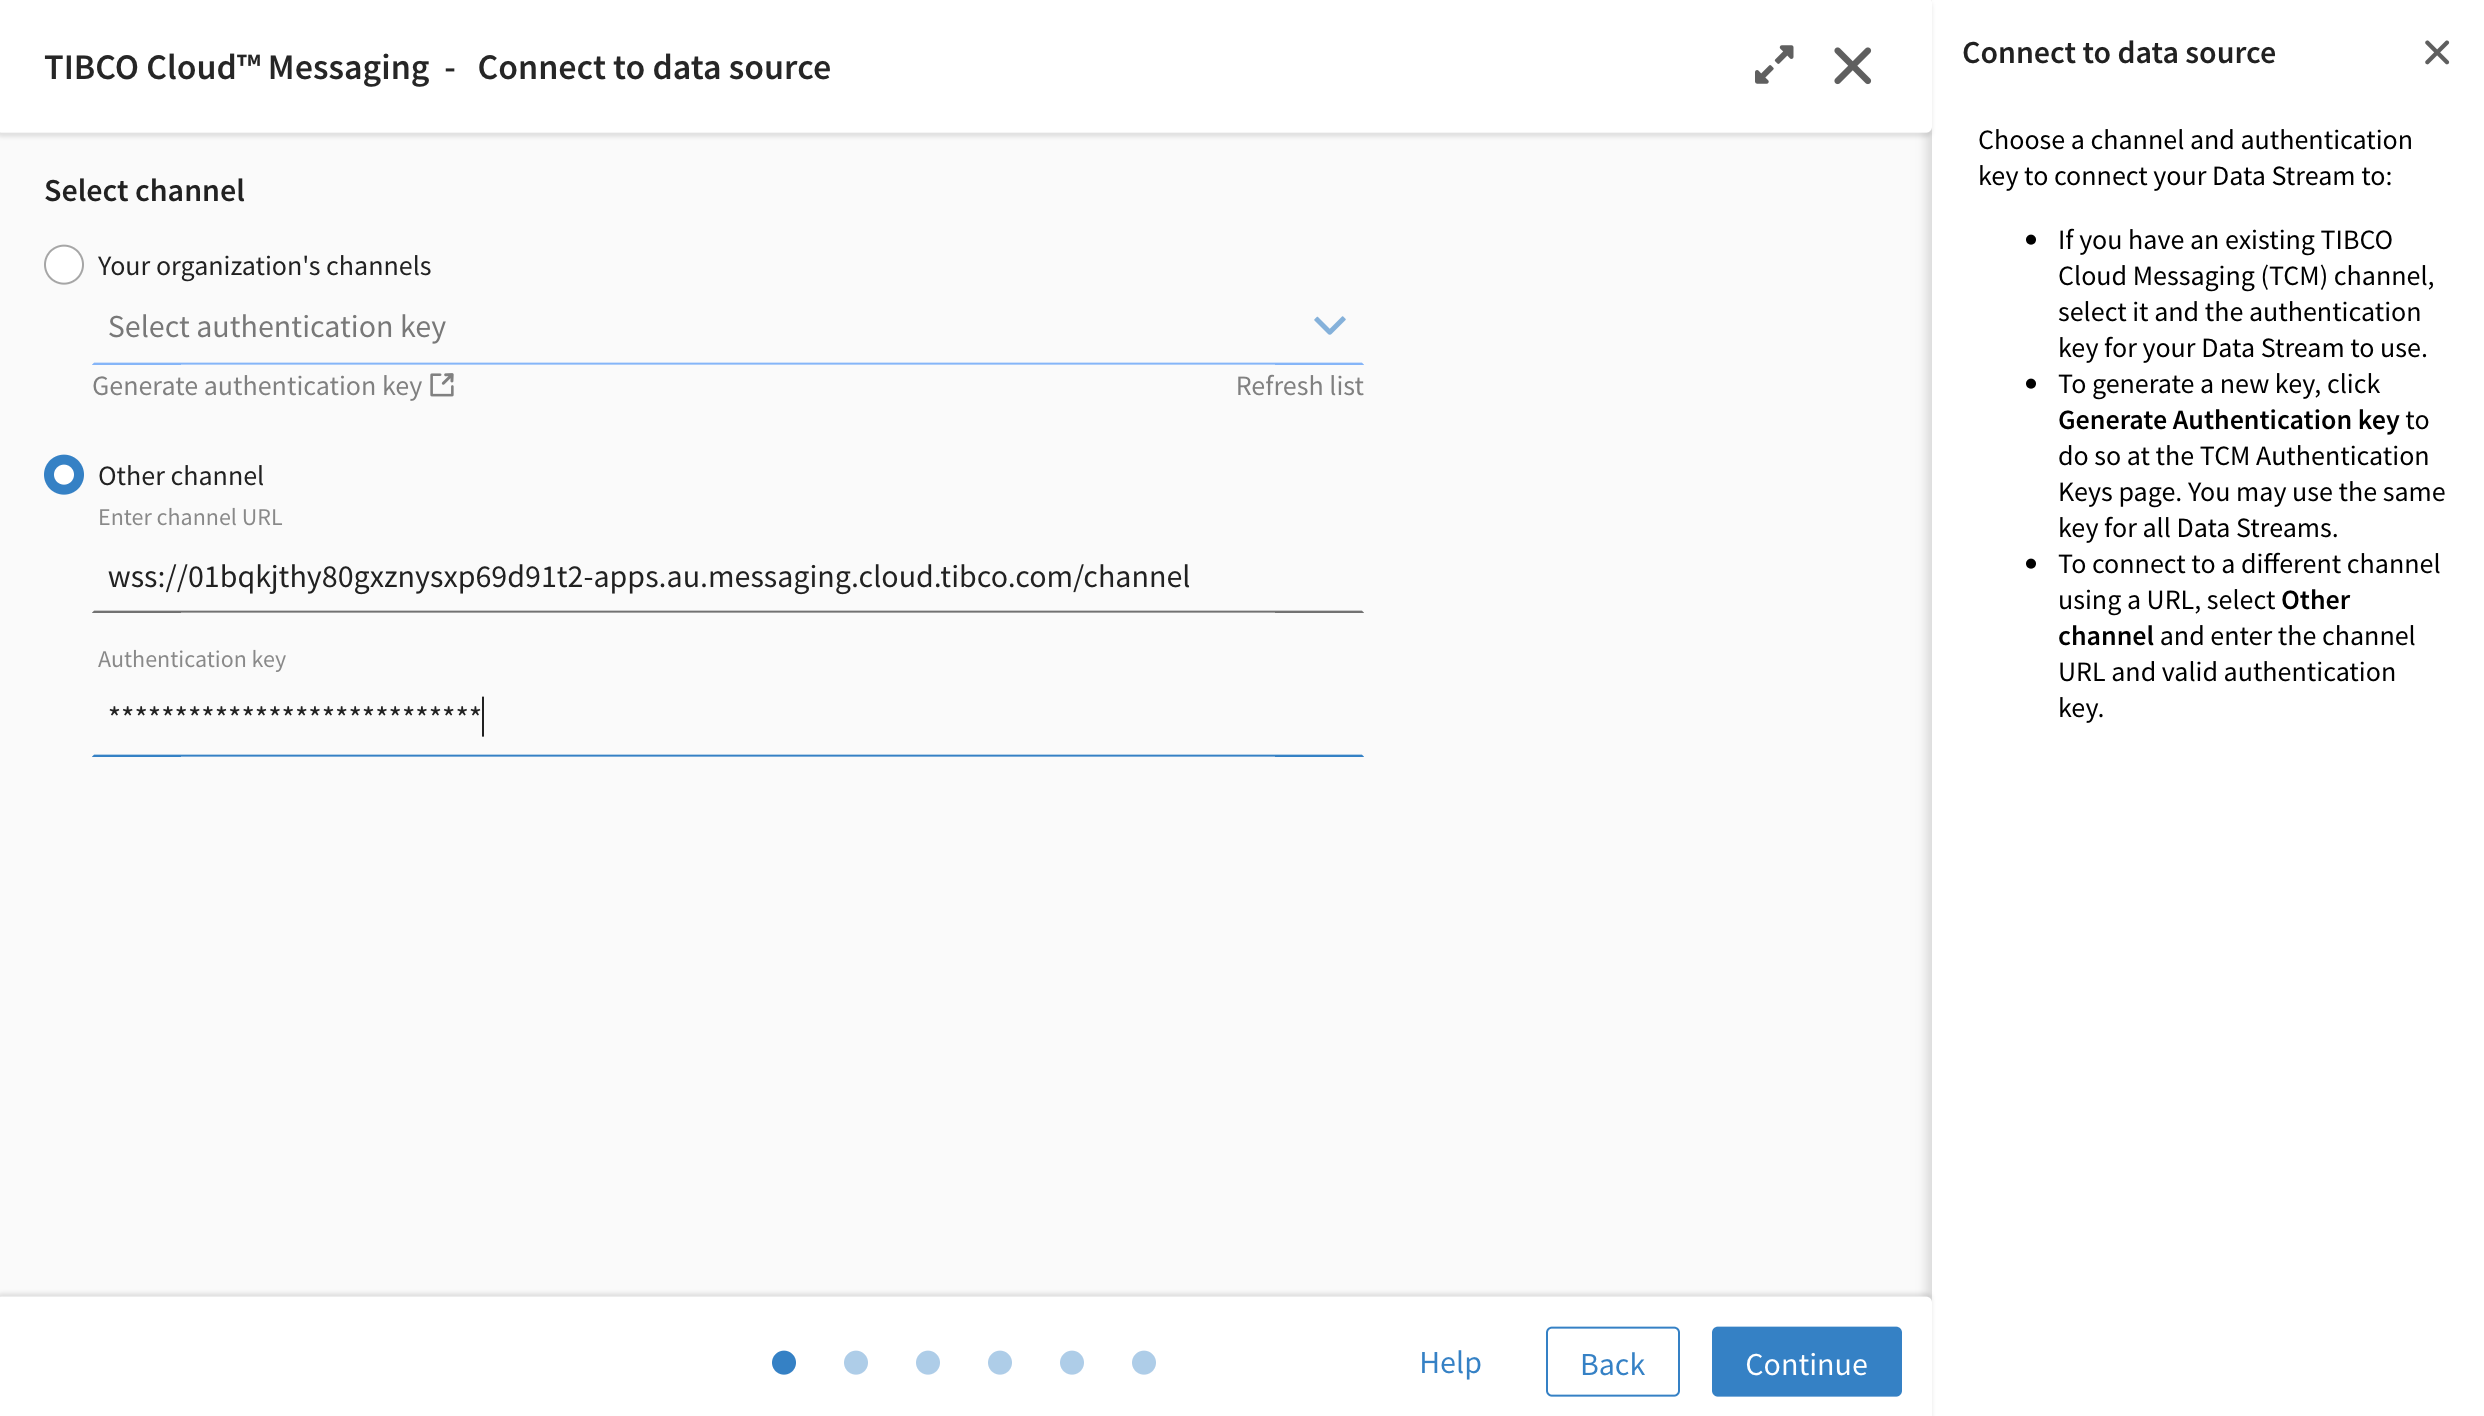 TIBCO Cloud™ Messaging - Connect to data source
Select channel
Your organization's channels
Select authentication key
Generate authentication key
Refresh list
Other channel
Enter channel URL
wss://01bqkjthy80gxznysxp69d91t2-apps.au.messaging.cloud.tibco.com/channel
Authentication key
****************************
Help
Back
Continue
Connect to data source
Choose a channel and authentication
key to connect your Data Stream to:
• If you have an existing TIBCO
Cloud Messaging (TCM) channel,
select it and the authentication
key for your Data Stream to use.
• To generate a new key, click
Generate Authentication key to
do so at the TCM Authentication
Keys page. You may use the same
key for all Data Streams.
• To connect to a different channel
using a URL, select Other
channel and enter the channel
URL and valid authentication
key.